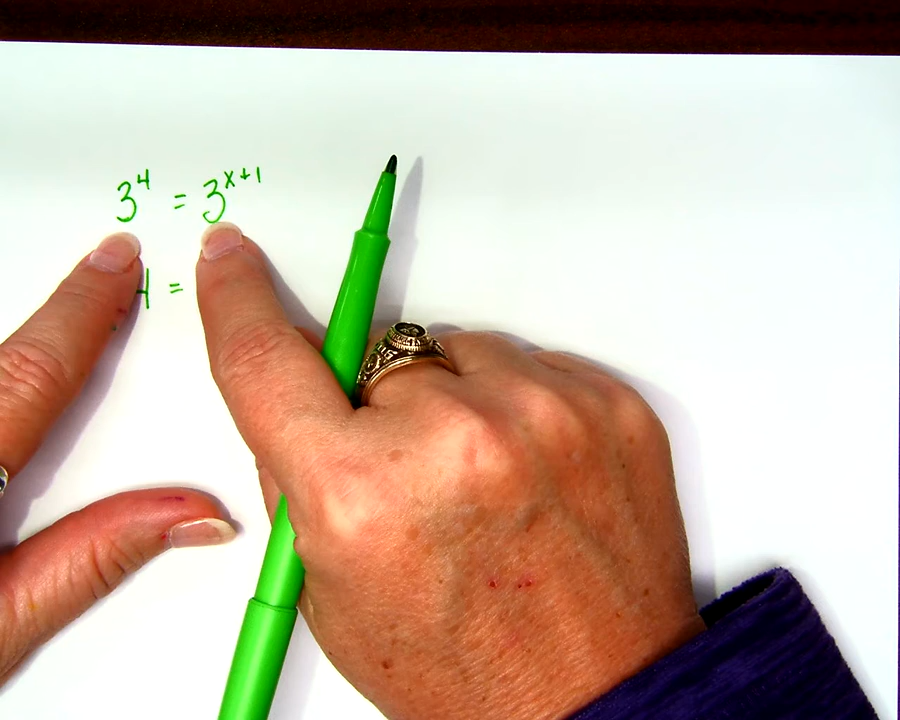 3⁴ = 3ˣ⁺¹
4 =